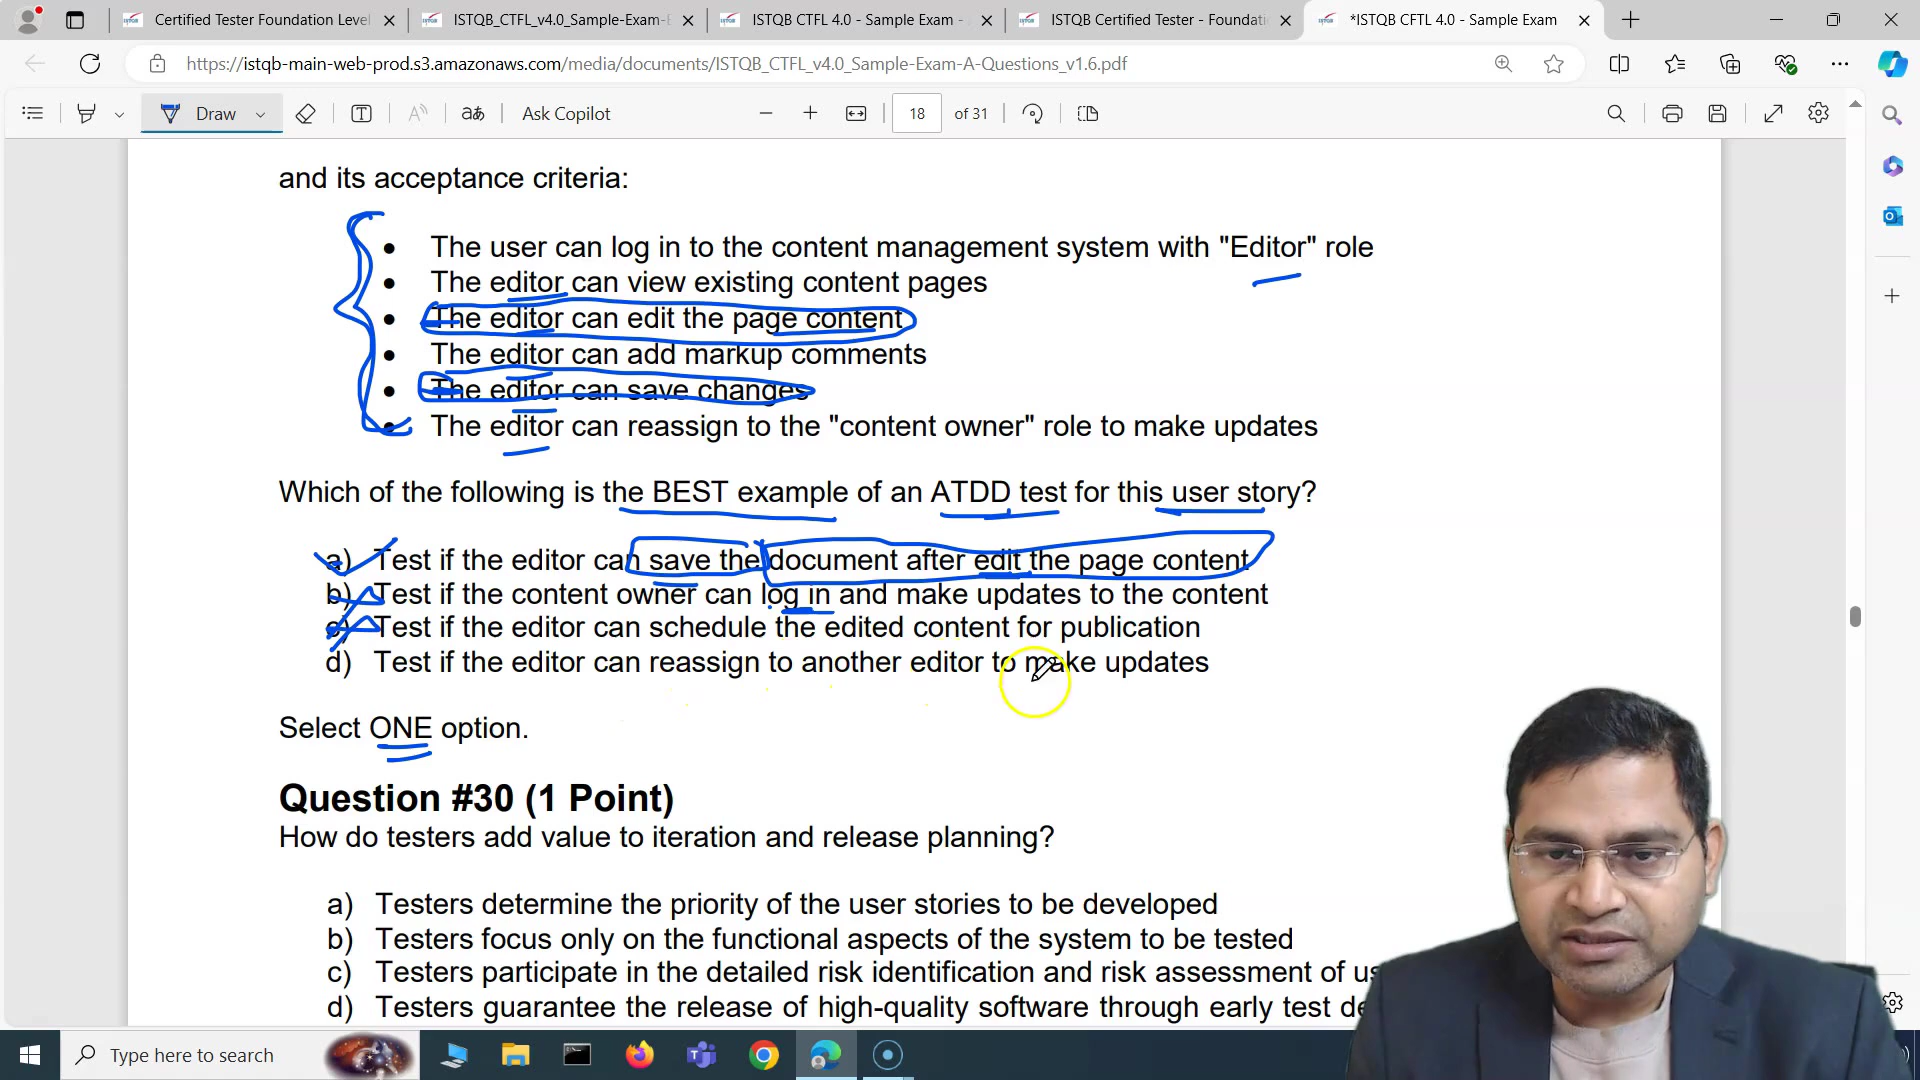 Certified Tester Foundation Level
ISTQB_CTFL_v4.0_Sample-Exam-
ISTQB CTFL 4.0 - Sample Exam -
ISTQB Certified Tester - Foundati
*ISTQB CFTL 4.0 - Sample Exam
https://istqb-main-web-prod.s3.amazonaws.com/media/documents/ISTQB_CTFL_v4.0_Sample-Exam-A-Questions_v1.6.pdf
Draw
aあ
Ask Copilot
18 of 31
and its acceptance criteria:
• The user can log in to the content management system with "Editor" role
• The editor can view existing content pages
• The editor can edit the page content
• The editor can add markup comments
• The editor can save changes
• The editor can reassign to the "content owner" role to make updates
Which of the following is the BEST example of an ATDD test for this user story?
a) Test if the editor can save the document after edit the page content
b) Test if the content owner can log in and make updates to the content
c) Test if the editor can schedule the edited content for publication
d) Test if the editor can reassign to another editor to make updates
Select ONE option.
Question #30 (1 Point)
How do testers add value to iteration and release planning?
a) Testers determine the priority of the user stories to be developed
b) Testers focus only on the functional aspects of the system to be tested
c) Testers participate in the detailed risk identification and risk assessment of us
d) Testers guarantee the release of high-quality software through early test de
Type here to search